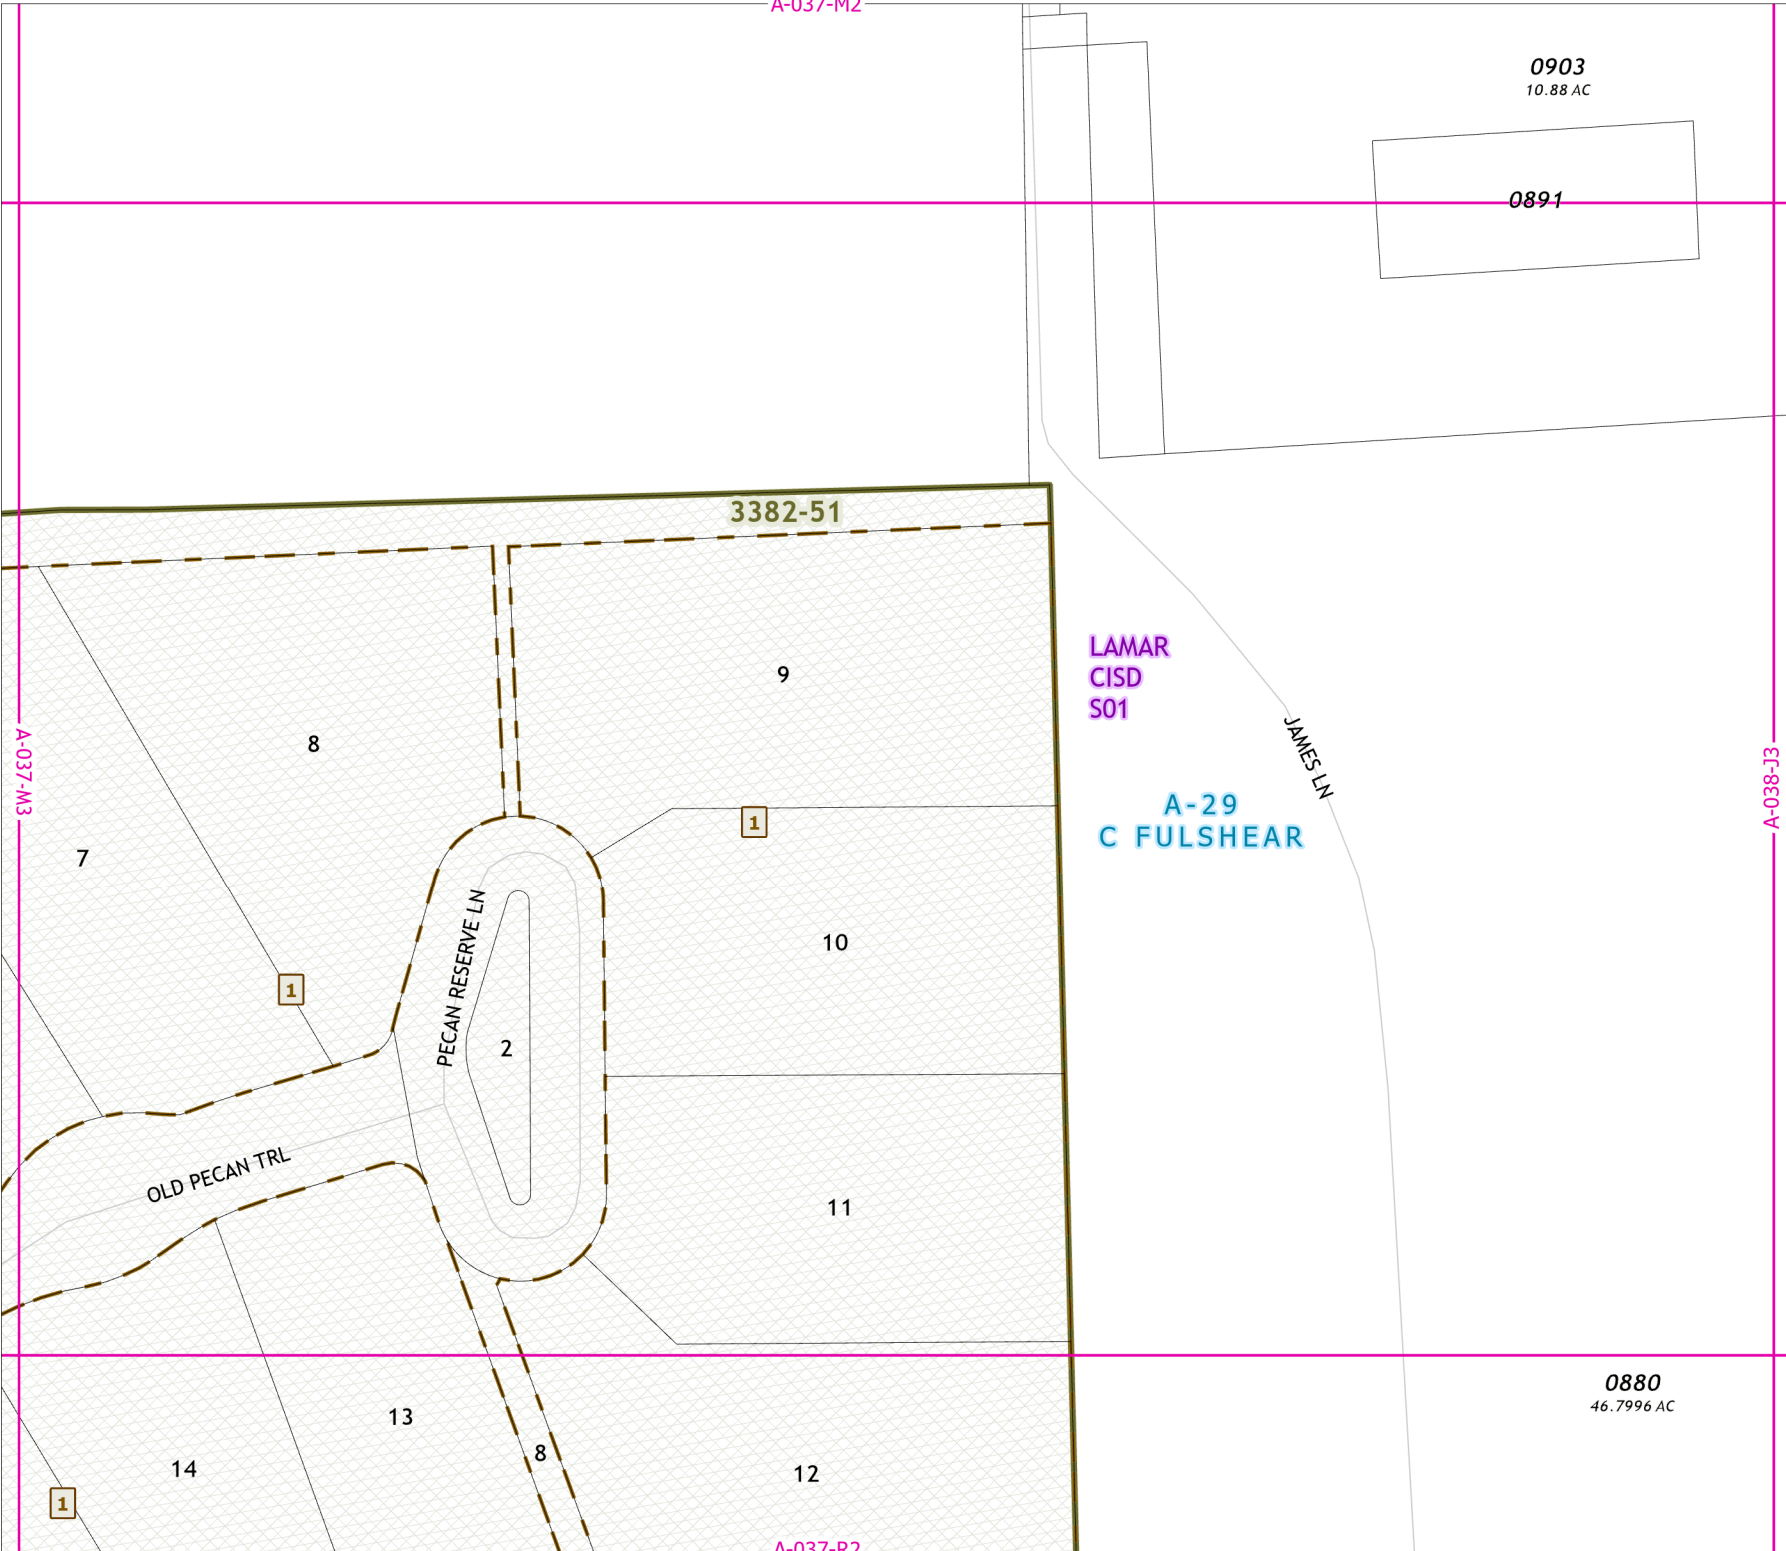 A-037-M2
0903
10.88 AC
0891
3382-51
LAMAR
CISD
S01
9
8
A-037-M3
JAMES LN
A-038-J3
A-29
C FULSHEAR
1
7
10
PECAN RESERVE LN
1
2
OLD PECAN TRL
11
0880
46.7996 AC
13
8
14
12
1
A-037-R2